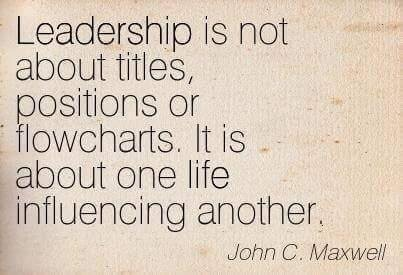 Leadership is not
about titles,
positions or
flowcharts. It is
about one life
influencing another.
John C. Maxwell